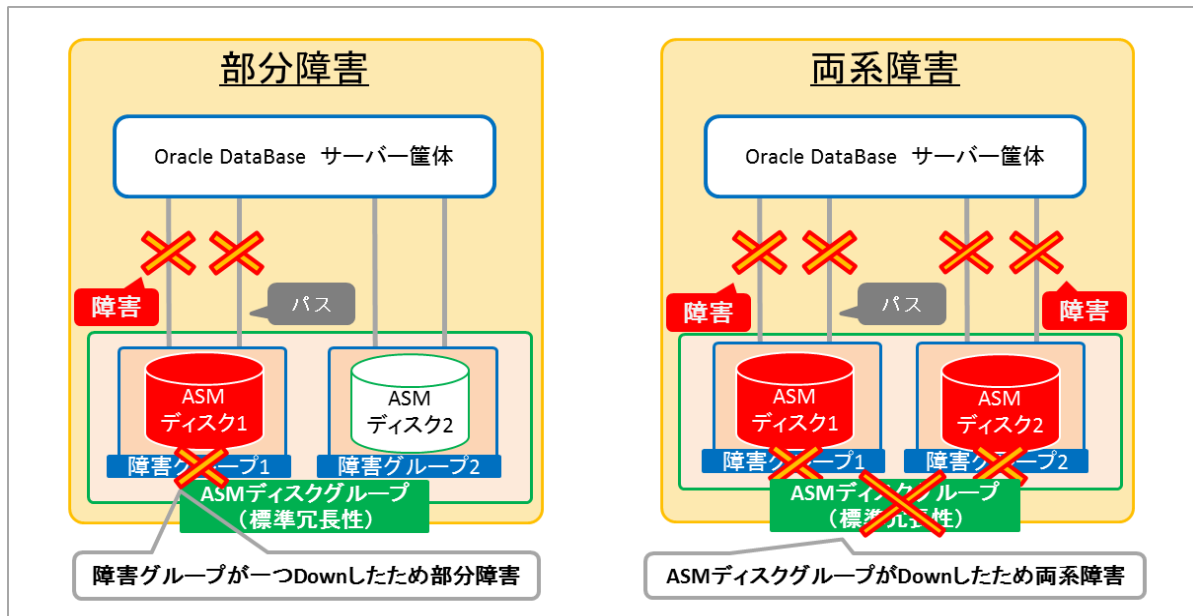 部分障害
Oracle DataBase サーバー筐体
障害
パス
ASM
ディスク1
ASM
ディスク2
障害グループ1
障害グループ2
ASMディスクグループ
(標準冗長性)
障害グループが一つDownしたため部分障害
両系障害
Oracle DataBase サーバー筐体
障害
パス
障害
ASM
ディスク1
ASM
ディスク2
障害グループ1
障害グループ2
ASMディスクグループ
(標準冗長性)
ASMディスクグループがDownしたため両系障害